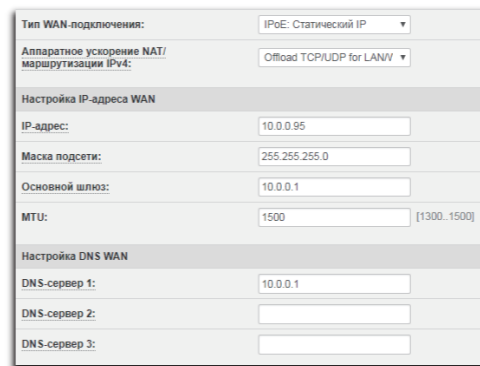 Тип WAN-подключения: IPoE: Статический IP
Аппаратное ускорение NAT/
маршрутизации IPv4: Offload TCP/UDP for LAN/V
Настройка IP-адреса WAN
IP-адрес: 10.0.0.95
Маска подсети: 255.255.255.0
Основной шлюз: 10.0.0.1
MTU: 1500 [1300..1500]
Настройка DNS WAN
DNS-сервер 1: 10.0.0.1
DNS-сервер 2:
DNS-сервер 3: